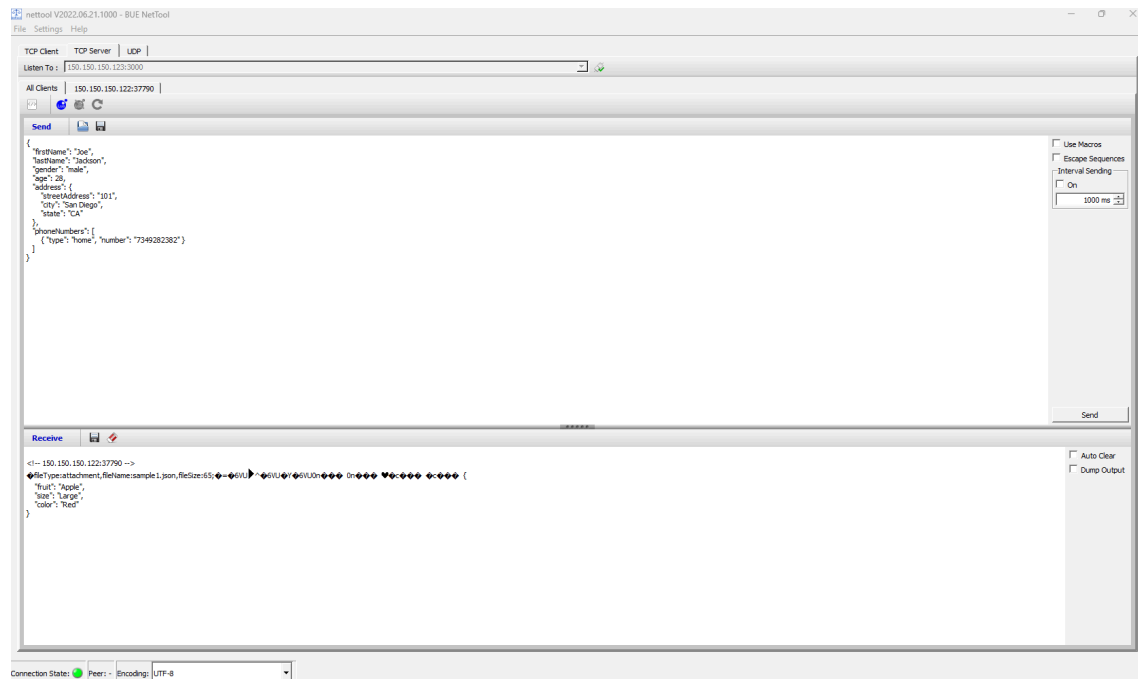 nettool V2022.06.21.1000 - BUE NetTool
File Settings Help
TCP Client TCP Server UDP
Listen To : 150.150.150.123:3000
All Clients 150.150.150.122:37790
Send
{
"firstName": "Joe",
"lastName": "Jackson",
"gender": "male",
"age": 28,
"address": {
"streetAddress": "101",
"city": "San Diego",
"state": "CA"
},
"phoneNumbers": [
{ "type": "home", "number": "7349282382" }
]
}
Use Macros
Escape Sequences
Interval Sending
On
1000 ms
Send
Receive
<!-- 150.150.150.122:37790 -->
�fileType:attachment,fileName:sample1.json,fileSize:65;�=�6VU▶^�6VU�Y�6VU0n��� 0n��� ♥�c��� �c��� {
"fruit": "Apple",
"size": "Large",
"color": "Red"
}
Auto Clear
Dump Output
Connection State: Peer: - Encoding: UTF-8